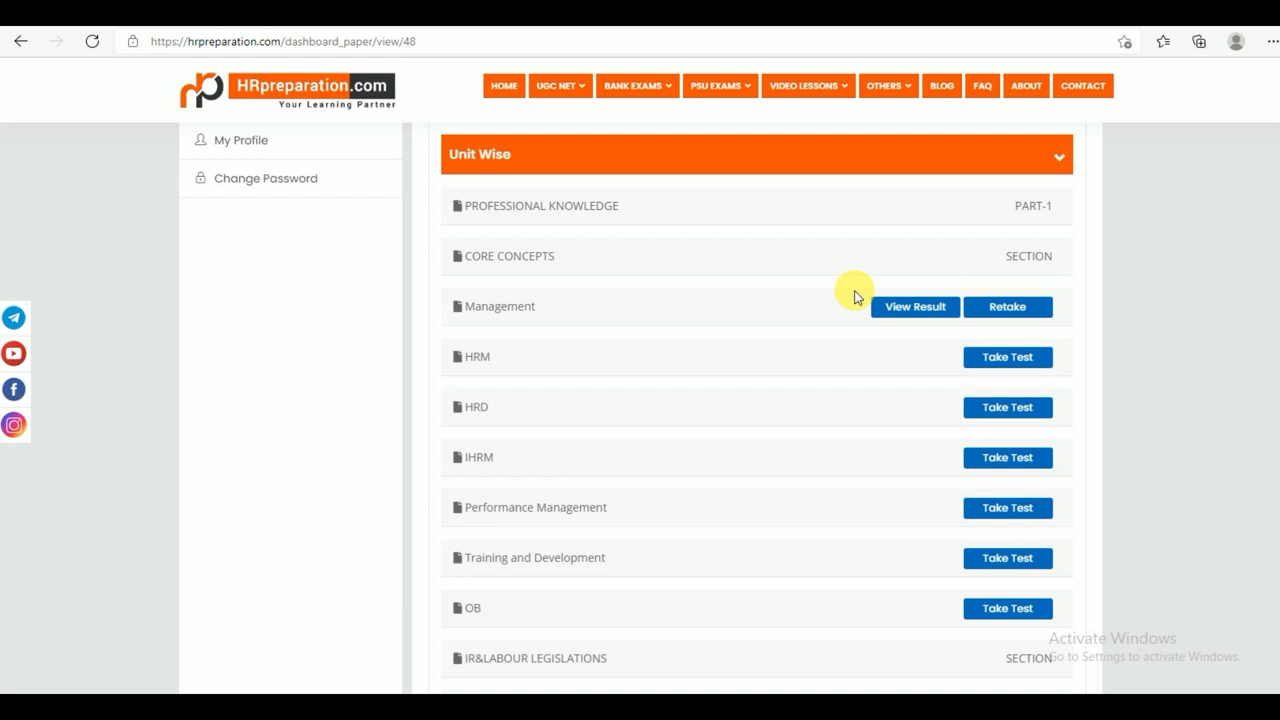 https://hrpreparation.com/dashboard_paper/view/48
HRpreparation.com
Your Learning Partner
HOME
UGC NET
BANK EXAMS
PSU EXAMS
VIDEO LESSONS
OTHERS
BLOG
FAQ
ABOUT
CONTACT
My Profile
Change Password
Unit Wise
PROFESSIONAL KNOWLEDGE PART-1
CORE CONCEPTS SECTION
Management View Result Retake
HRM Take Test
HRD Take Test
IHRM Take Test
Performance Management Take Test
Training and Development Take Test
OB Take Test
IR&LABOUR LEGISLATIONS SECTION
Activate Windows
Go to Settings to activate Windows.